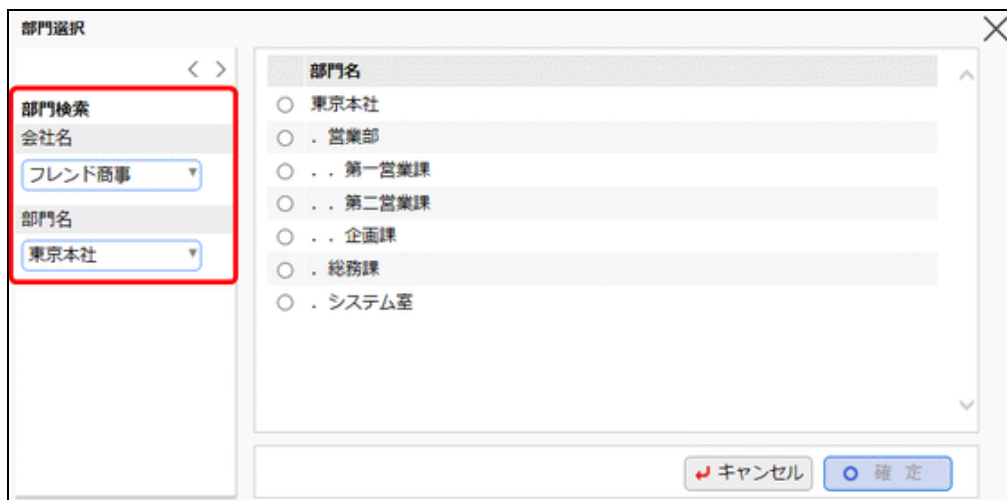 部門選択
部門検索
会社名
フレンド商事
部門名
東京本社
部門名
東京本社
. 営業部
. . 第一営業課
. . 第二営業課
. . 企画課
. 総務課
. システム室
キャンセル
確 定